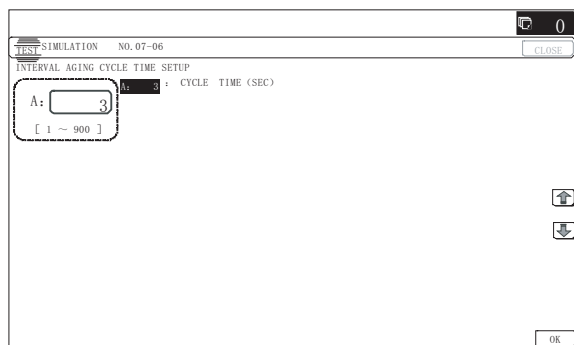 0
TEST SIMULATION NO.07-06
CLOSE
INTERVAL AGING CYCLE TIME SETUP
A: 3
[ 1 ～ 900 ]
A: 3 : CYCLE TIME(SEC)
OK